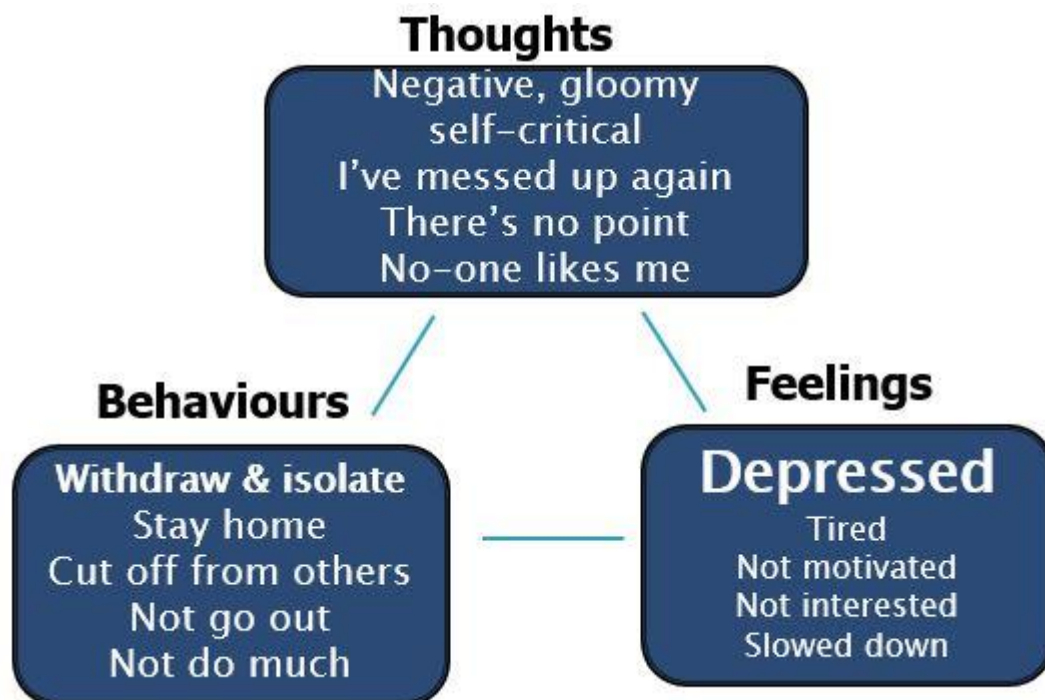 Thoughts
Negative, gloomy
self-critical
I've messed up again
There's no point
No-one likes me
Behaviours
Withdraw & isolate
Stay home
Cut off from others
Not go out
Not do much
Feelings
Depressed
Tired
Not motivated
Not interested
Slowed down